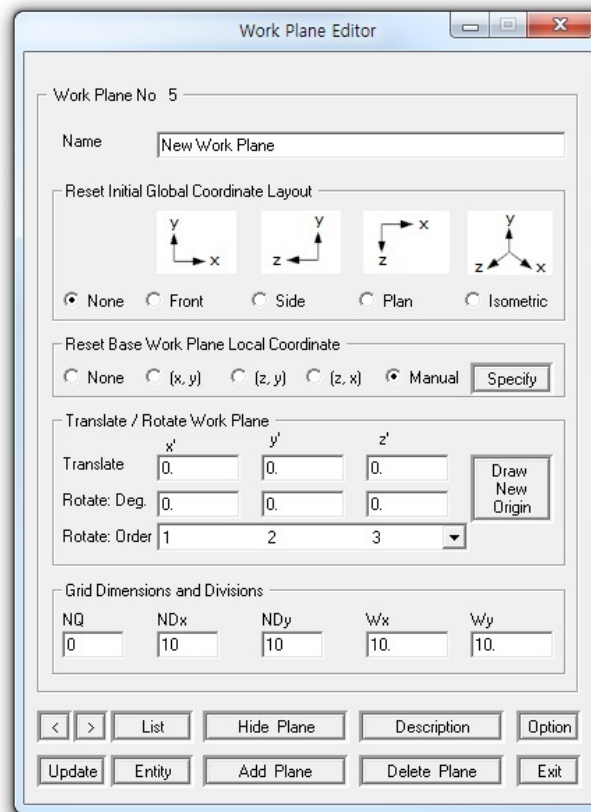 Work Plane Editor
Work Plane No 5
Name New Work Plane
Reset Initial Global Coordinate Layout
y x z y x z y z x
None Front Side Plan Isometric
Reset Base Work Plane Local Coordinate
None (x, y) (z, y) (z, x) Manual Specify
Translate / Rotate Work Plane
x' y' z'
Translate 0. 0. 0.
Draw New Origin
Rotate: Deg. 0. 0. 0.
Rotate: Order 1 2 3
Grid Dimensions and Divisions
NQ NDx NDy Wx Wy
0 10 10 10. 10.
< > List Hide Plane Description Option
Update Entity Add Plane Delete Plane Exit